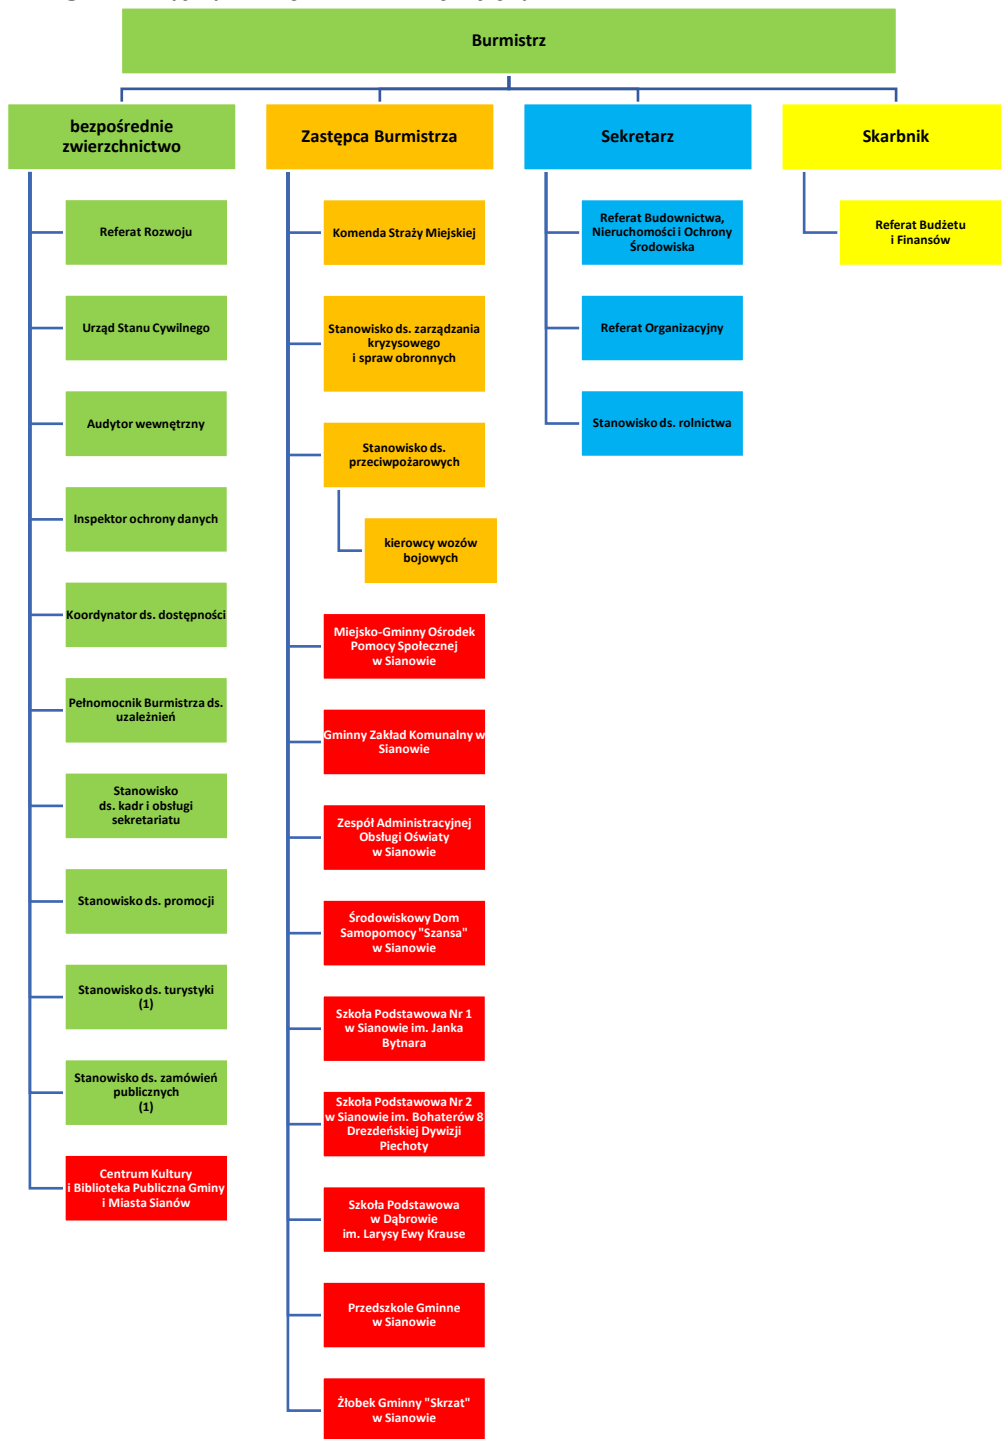 Burmistrz
bezpośrednie
zwierzchnictwo
Zastępca Burmistrza
Sekretarz
Skarbnik
Referat Rozwoju
Urząd Stanu Cywilnego
Audytor wewnętrzny
Inspektor ochrony danych
Koordynator ds. dostępności
Pełnomocnik Burmistrza ds.
uzależnień
Stanowisko
ds. kadr i obsługi
sekretariatu
Stanowisko ds. promocji
Stanowisko ds. turystyki
(1)
Stanowisko ds. zamówień
publicznych
(1)
Centrum Kultury
i Biblioteka Publiczna Gminy
i Miasta Sianów
Komenda Straży Miejskiej
Stanowisko ds. zarządzania
kryzysowego
i spraw obronnych
Stanowisko ds.
przeciwpożarowych
kierowcy wozów
bojowych
Miejsko-Gminny Ośrodek
Pomocy Społecznej
w Sianowie
Gminny Zakład Komunalny w
Sianowie
Zespół Administracyjnej
Obsługi Oświaty
w Sianowie
Środowiskowy Dom
Samopomocy "Szansa"
w Sianowie
Szkoła Podstawowa Nr 1
w Sianowie im. Janka
Bytnara
Szkoła Podstawowa Nr 2
w Sianowie im. Bohaterów 8
Drezdeńskiej Dywizji
Piechoty
Szkoła Podstawowa
w Dąbrowie
im. Larysy Ewy Krause
Przedszkole Gminne
w Sianowie
Żłobek Gminny "Skrzat"
w Sianowie
Referat Budownictwa,
Nieruchomości i Ochrony
Środowiska
Referat Organizacyjny
Stanowisko ds. rolnictwa
Referat Budżetu
i Finansów